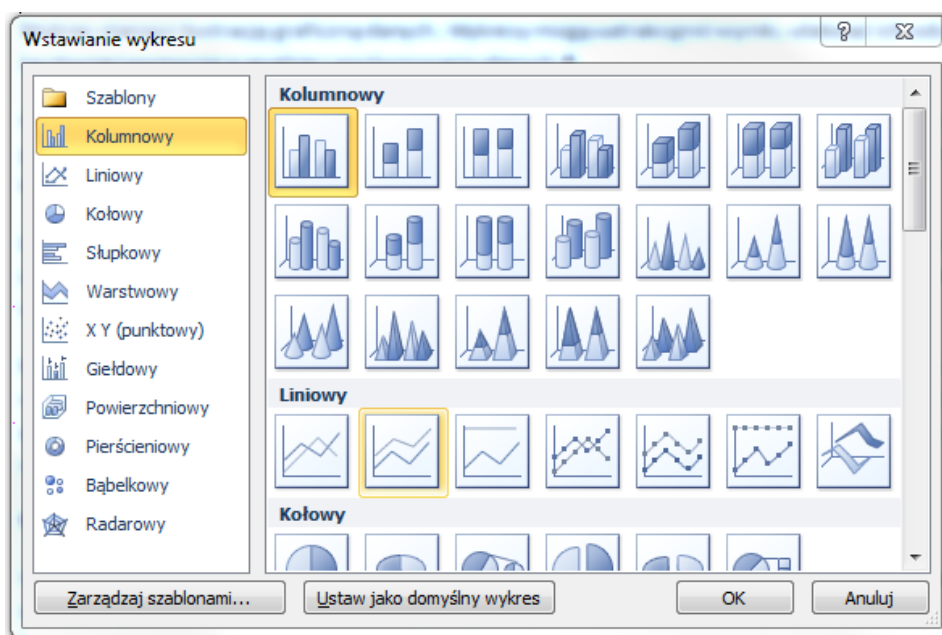 Wstawianie wykresu
Szablony
Kolumnowy
Liniowy
Kołowy
Słupkowy
Warstwowy
X Y (punktowy)
Giełdowy
Powierzchniowy
Pierścieniowy
Bąbelkowy
Radarowy
Kolumnowy
Liniowy
Kołowy
Zarządzaj szablonami...
Ustaw jako domyślny wykres
OK
Anuluj